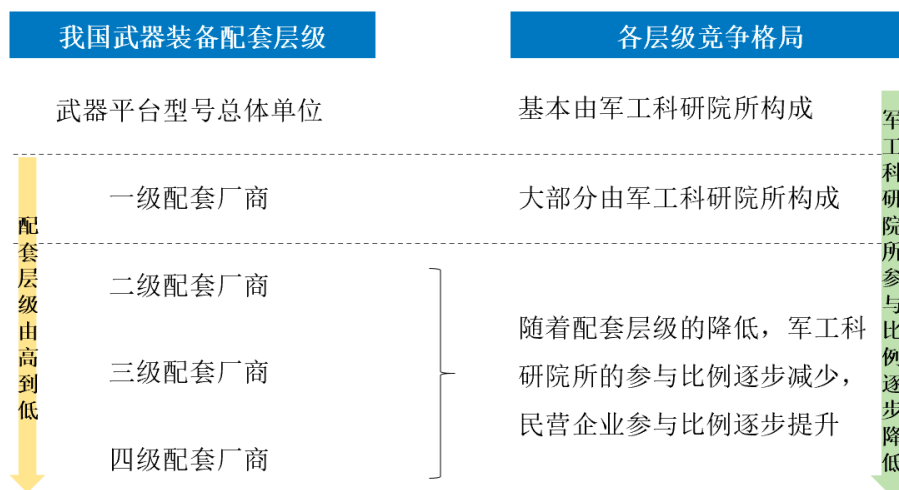 我国武器装备配套层级
各层级竞争格局
武器平台型号总体单位
基本由军工科研院所构成
一级配套厂商
大部分由军工科研院所构成
二级配套厂商
三级配套厂商
四级配套厂商
随着配套层级的降低，军工科
研院所的参与比例逐步减少，
民营企业参与比例逐步提升
配套层级由高到低
军工科研院所参与比例逐步降低